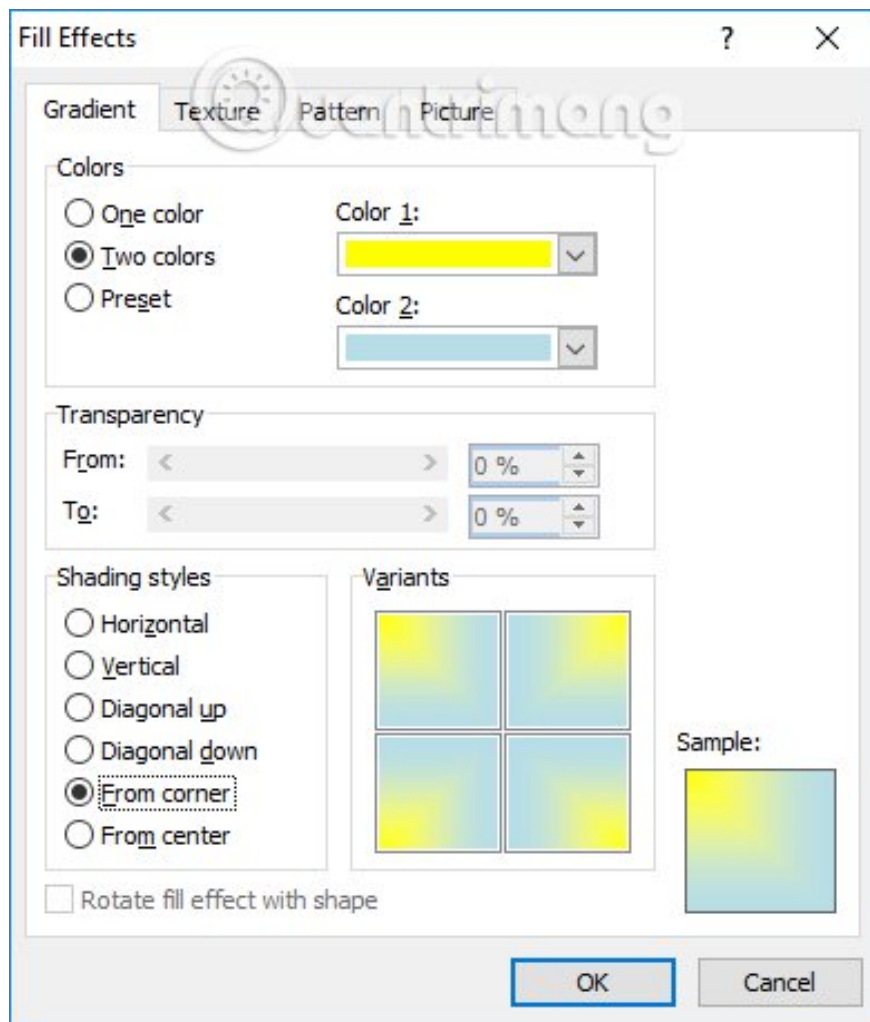 Fill Effects ? X
Gradient Texture Pattern Picture
Quantrimang
Colors
One color
Two colors
Preset
Color 1:
Color 2:
Transparency
From: 0 %
To: 0 %
Shading styles
Horizontal
Vertical
Diagonal up
Diagonal down
From corner
From center
Variants
Sample:
Rotate fill effect with shape
OK Cancel